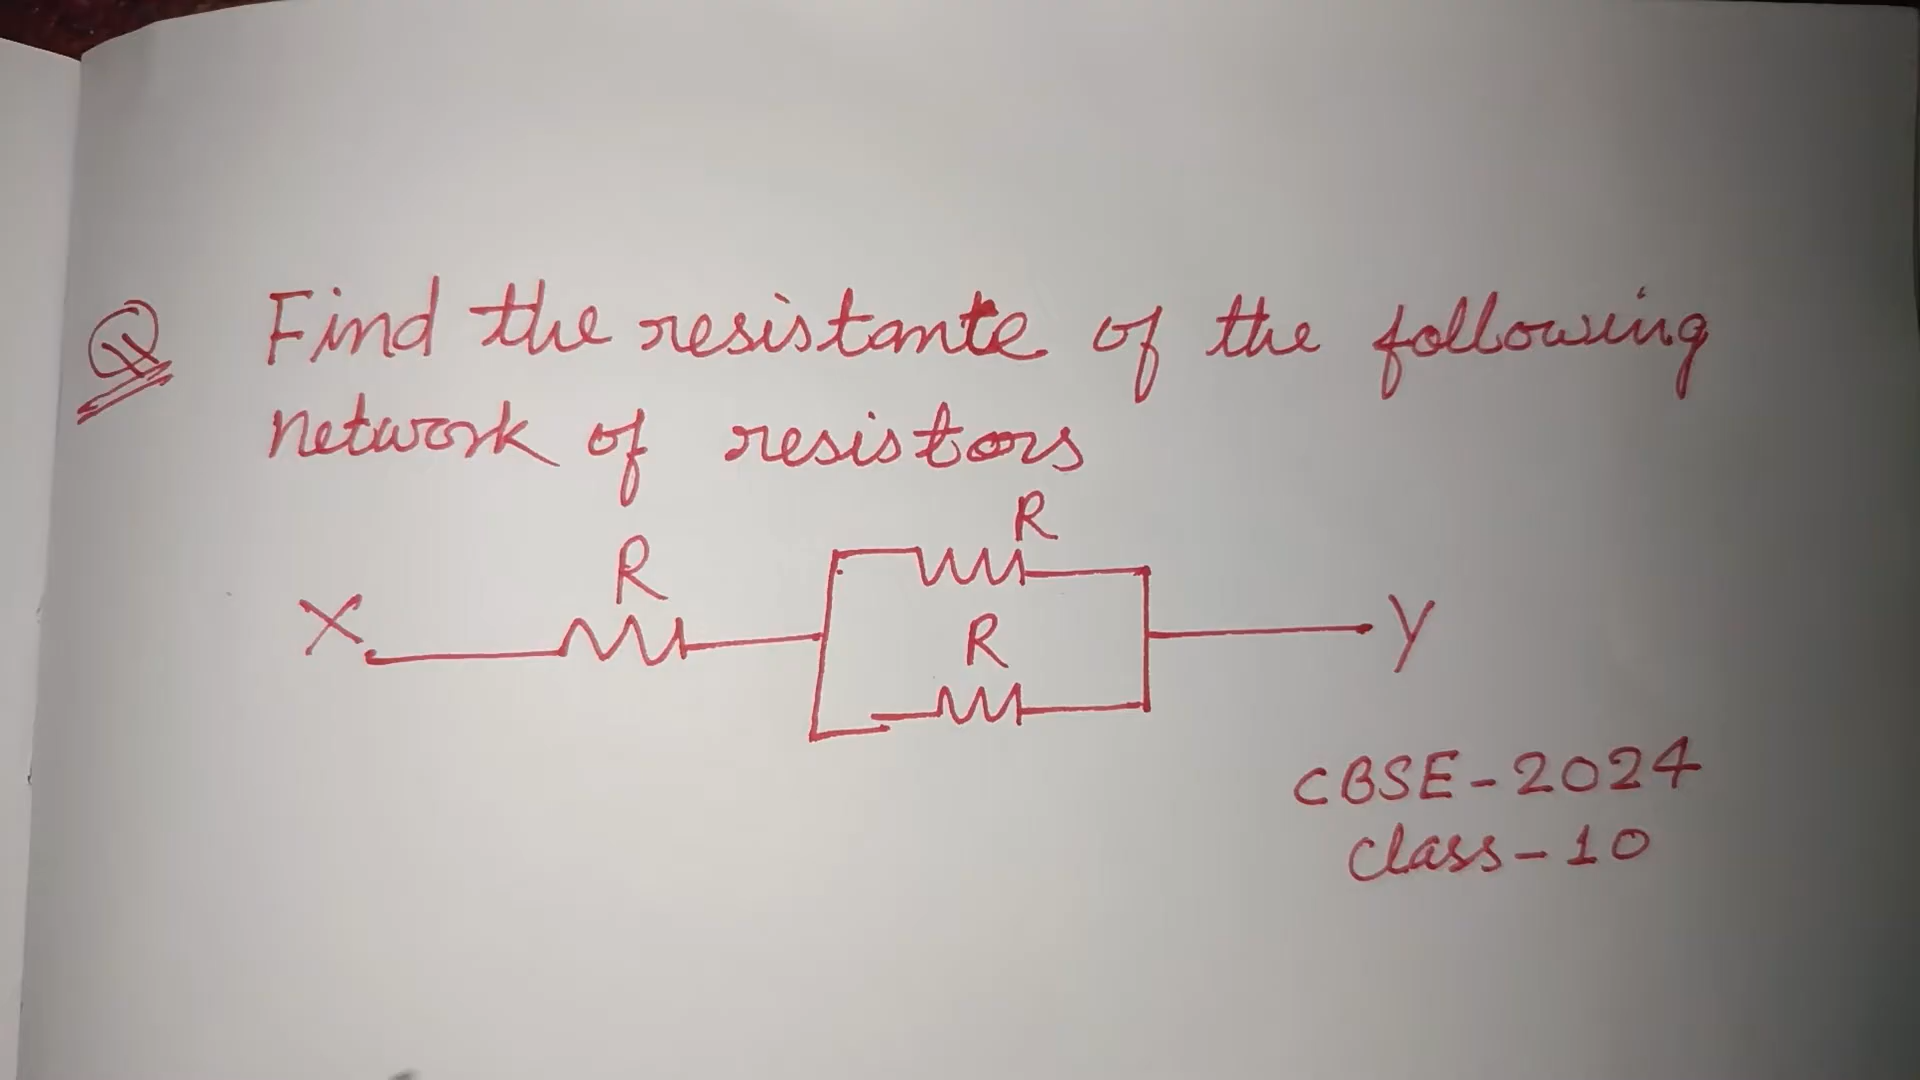 Q Find the resistante of the following
network of resistors
R
R
X
R
Y
CBSE-2024
Class-10